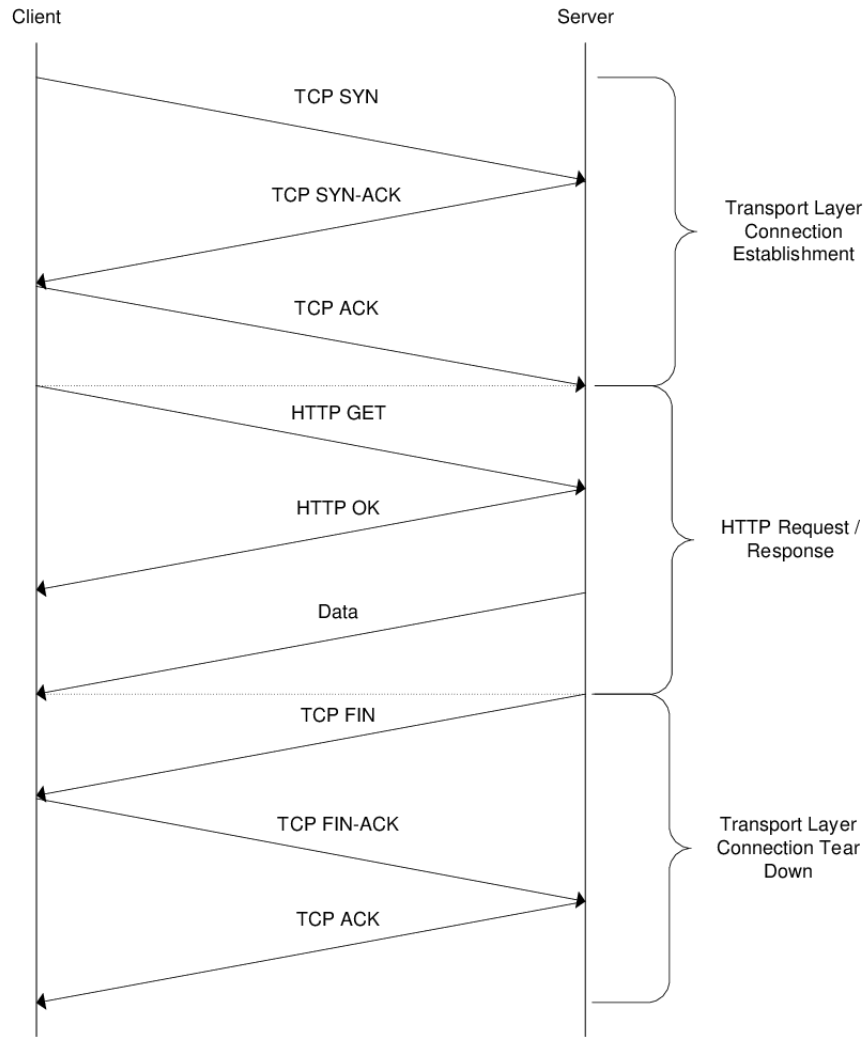 Client
Server
TCP SYN
TCP SYN-ACK
Transport Layer
Connection
Establishment
TCP ACK
HTTP GET
HTTP OK
HTTP Request /
Response
Data
TCP FIN
TCP FIN-ACK
Transport Layer
Connection Tear
Down
TCP ACK